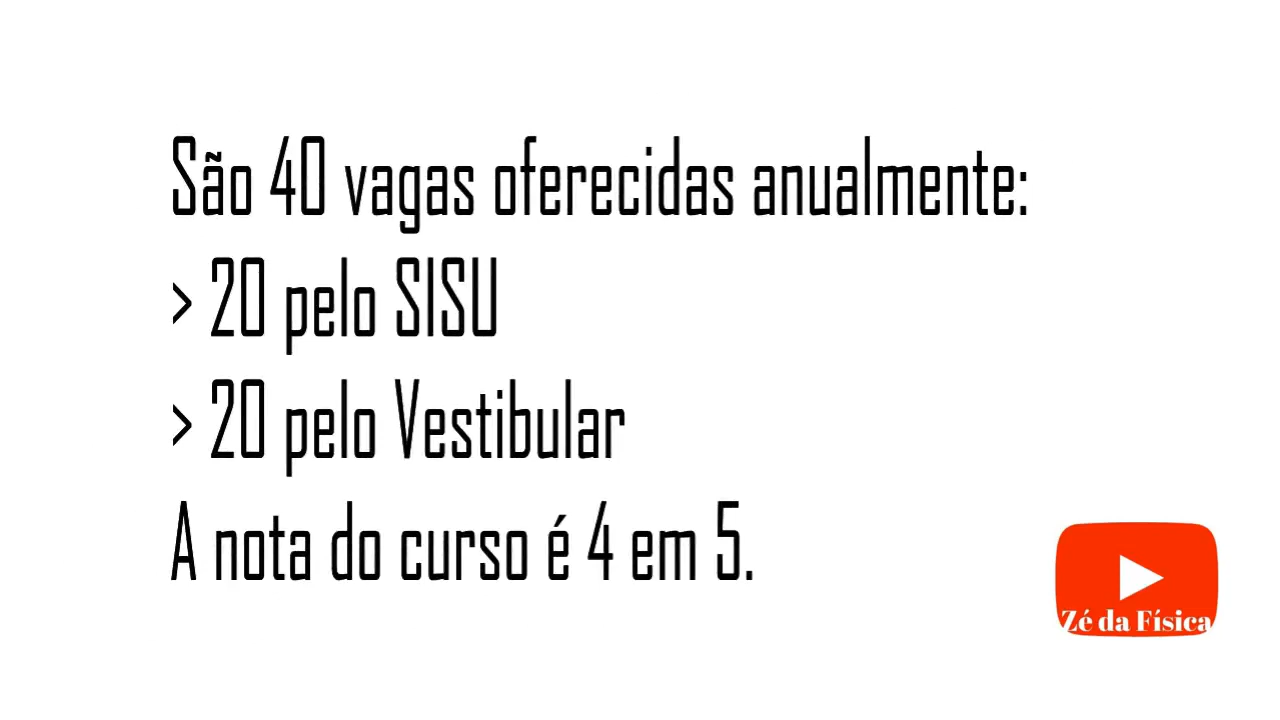 São 40 vagas oferecidas anualmente:
> 20 pelo SISU
> 20 pelo Vestibular
A nota do curso é 4 em 5.
Zé da Física